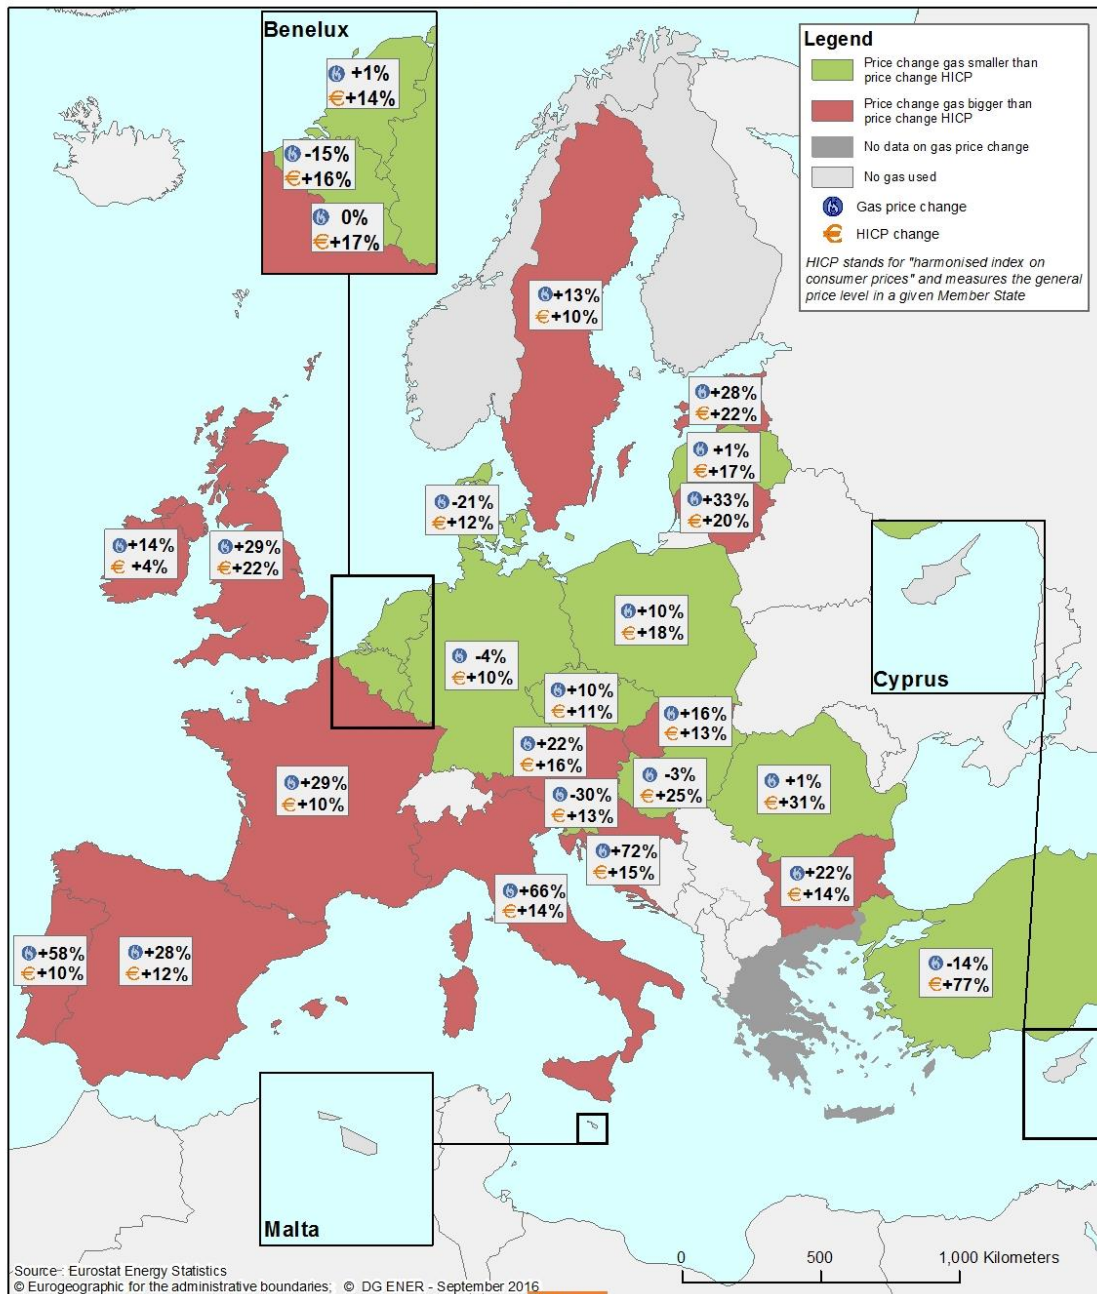 Benelux
+1%
€+14%
-15%
€+16%
0%
€+17%
Legend
Price change gas smaller than
price change HICP
Price change gas bigger than
price change HICP
No data on gas price change
No gas used
Gas price change
€ HICP change
HICP stands for "harmonised index on
consumer prices" and measures the general
price level in a given Member State
+13%
€+10%
+28%
€+22%
+1%
€+17%
+33%
€+20%
-21%
€+12%
+14%
€ +4%
+29%
€+22%
+10%
€+18%
-4%
€+10%
+10%
€+11%
+16%
€+13%
+22%
€+16%
-3%
€+25%
-30%
€+13%
+1%
€+31%
+29%
€+10%
+72%
€+15%
+22%
€+14%
+66%
€+14%
+58%
€+10%
+28%
€+12%
-14%
€+77%
Cyprus
Malta
0 500 1,000 Kilometers
Source : Eurostat Energy Statistics
© Eurogeographic for the administrative boundaries; © DG ENER - September 2016